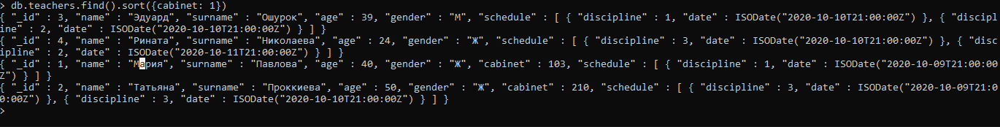 > db.teachers.find().sort({cabinet: 1})
{ "_id" : 3, "name" : "Эдуард", "surname" : "Ошурок", "age" : 39, "gender" : "М", "schedule" : [ { "discipline" : 1, "date" : ISODate("2020-10-10T21:00:00Z") }, { "discipl
ine" : 2, "date" : ISODate("2020-10-10T21:00:00Z") } ] }
{ "_id" : 4, "name" : "Рината", "surname" : "Николаева", "age" : 24, "gender" : "Ж", "schedule" : [ { "discipline" : 3, "date" : ISODate("2020-10-10T21:00:00Z") }, { "disc
ipline" : 2, "date" : ISODate("2020-10-11T21:00:00Z") } ] }
{ "_id" : 1, "name" : "Мария", "surname" : "Павлова", "age" : 40, "gender" : "Ж", "cabinet" : 103, "schedule" : [ { "discipline" : 1, "date" : ISODate("2020-10-09T21:00:00
Z") } ] }
{ "_id" : 2, "name" : "Татьяна", "surname" : "Проккиева", "age" : 50, "gender" : "Ж", "cabinet" : 210, "schedule" : [ { "discipline" : 3, "date" : ISODate("2020-10-09T21:0
0:00Z") }, { "discipline" : 3, "date" : ISODate("2020-10-10T21:00:00Z") } ] }
>